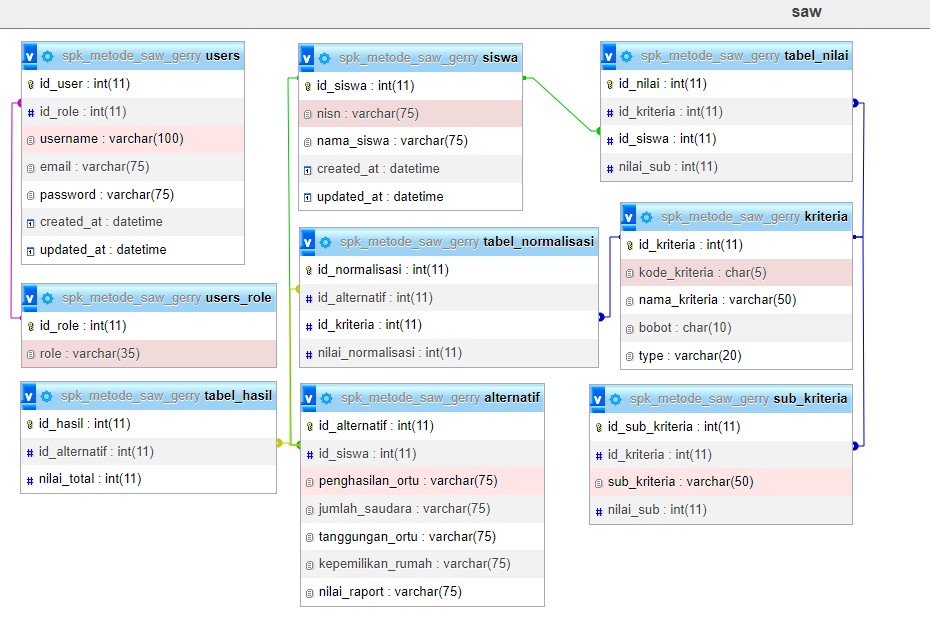 saw
spk_metode_saw_gerry users
id_user : int(11)
id_role : int(11)
username : varchar(100)
email : varchar(75)
password : varchar(75)
created_at : datetime
updated_at : datetime
spk_metode_saw_gerry users_role
id_role : int(11)
role : varchar(35)
spk_metode_saw_gerry tabel_hasil
id_hasil : int(11)
id_alternatif : int(11)
nilai_total : int(11)
spk_metode_saw_gerry siswa
id_siswa : int(11)
nisn : varchar(75)
nama_siswa : varchar(75)
created_at : datetime
updated_at : datetime
spk_metode_saw_gerry tabel_normalisasi
id_normalisasi : int(11)
id_alternatif : int(11)
id_kriteria : int(11)
nilai_normalisasi : int(11)
spk_metode_saw_gerry alternatif
id_alternatif : int(11)
id_siswa : int(11)
penghasilan_ortu : varchar(75)
jumlah_saudara : varchar(75)
tanggungan_ortu : varchar(75)
kepemilikan_rumah : varchar(75)
nilai_raport : varchar(75)
spk_metode_saw_gerry tabel_nilai
id_nilai : int(11)
id_kriteria : int(11)
id_siswa : int(11)
nilai_sub : int(11)
spk_metode_saw_gerry kriteria
id_kriteria : int(11)
kode_kriteria : char(5)
nama_kriteria : varchar(50)
bobot : char(10)
type : varchar(20)
spk_metode_saw_gerry sub_kriteria
id_sub_kriteria : int(11)
id_kriteria : int(11)
sub_kriteria : varchar(50)
nilai_sub : int(11)